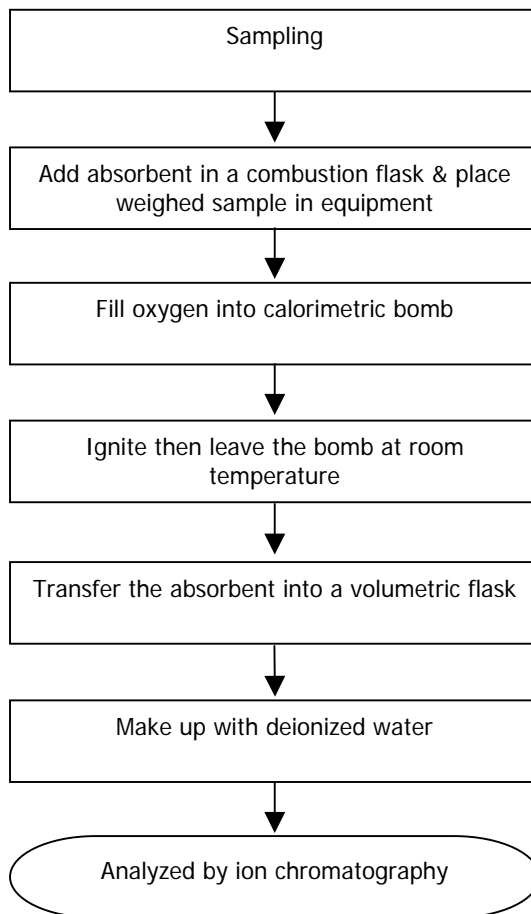 Sampling
Add absorbent in a combustion flask & place
weighed sample in equipment
Fill oxygen into calorimetric bomb
Ignite then leave the bomb at room
temperature
Transfer the absorbent into a volumetric flask
Make up with deionized water
Analyzed by ion chromatography